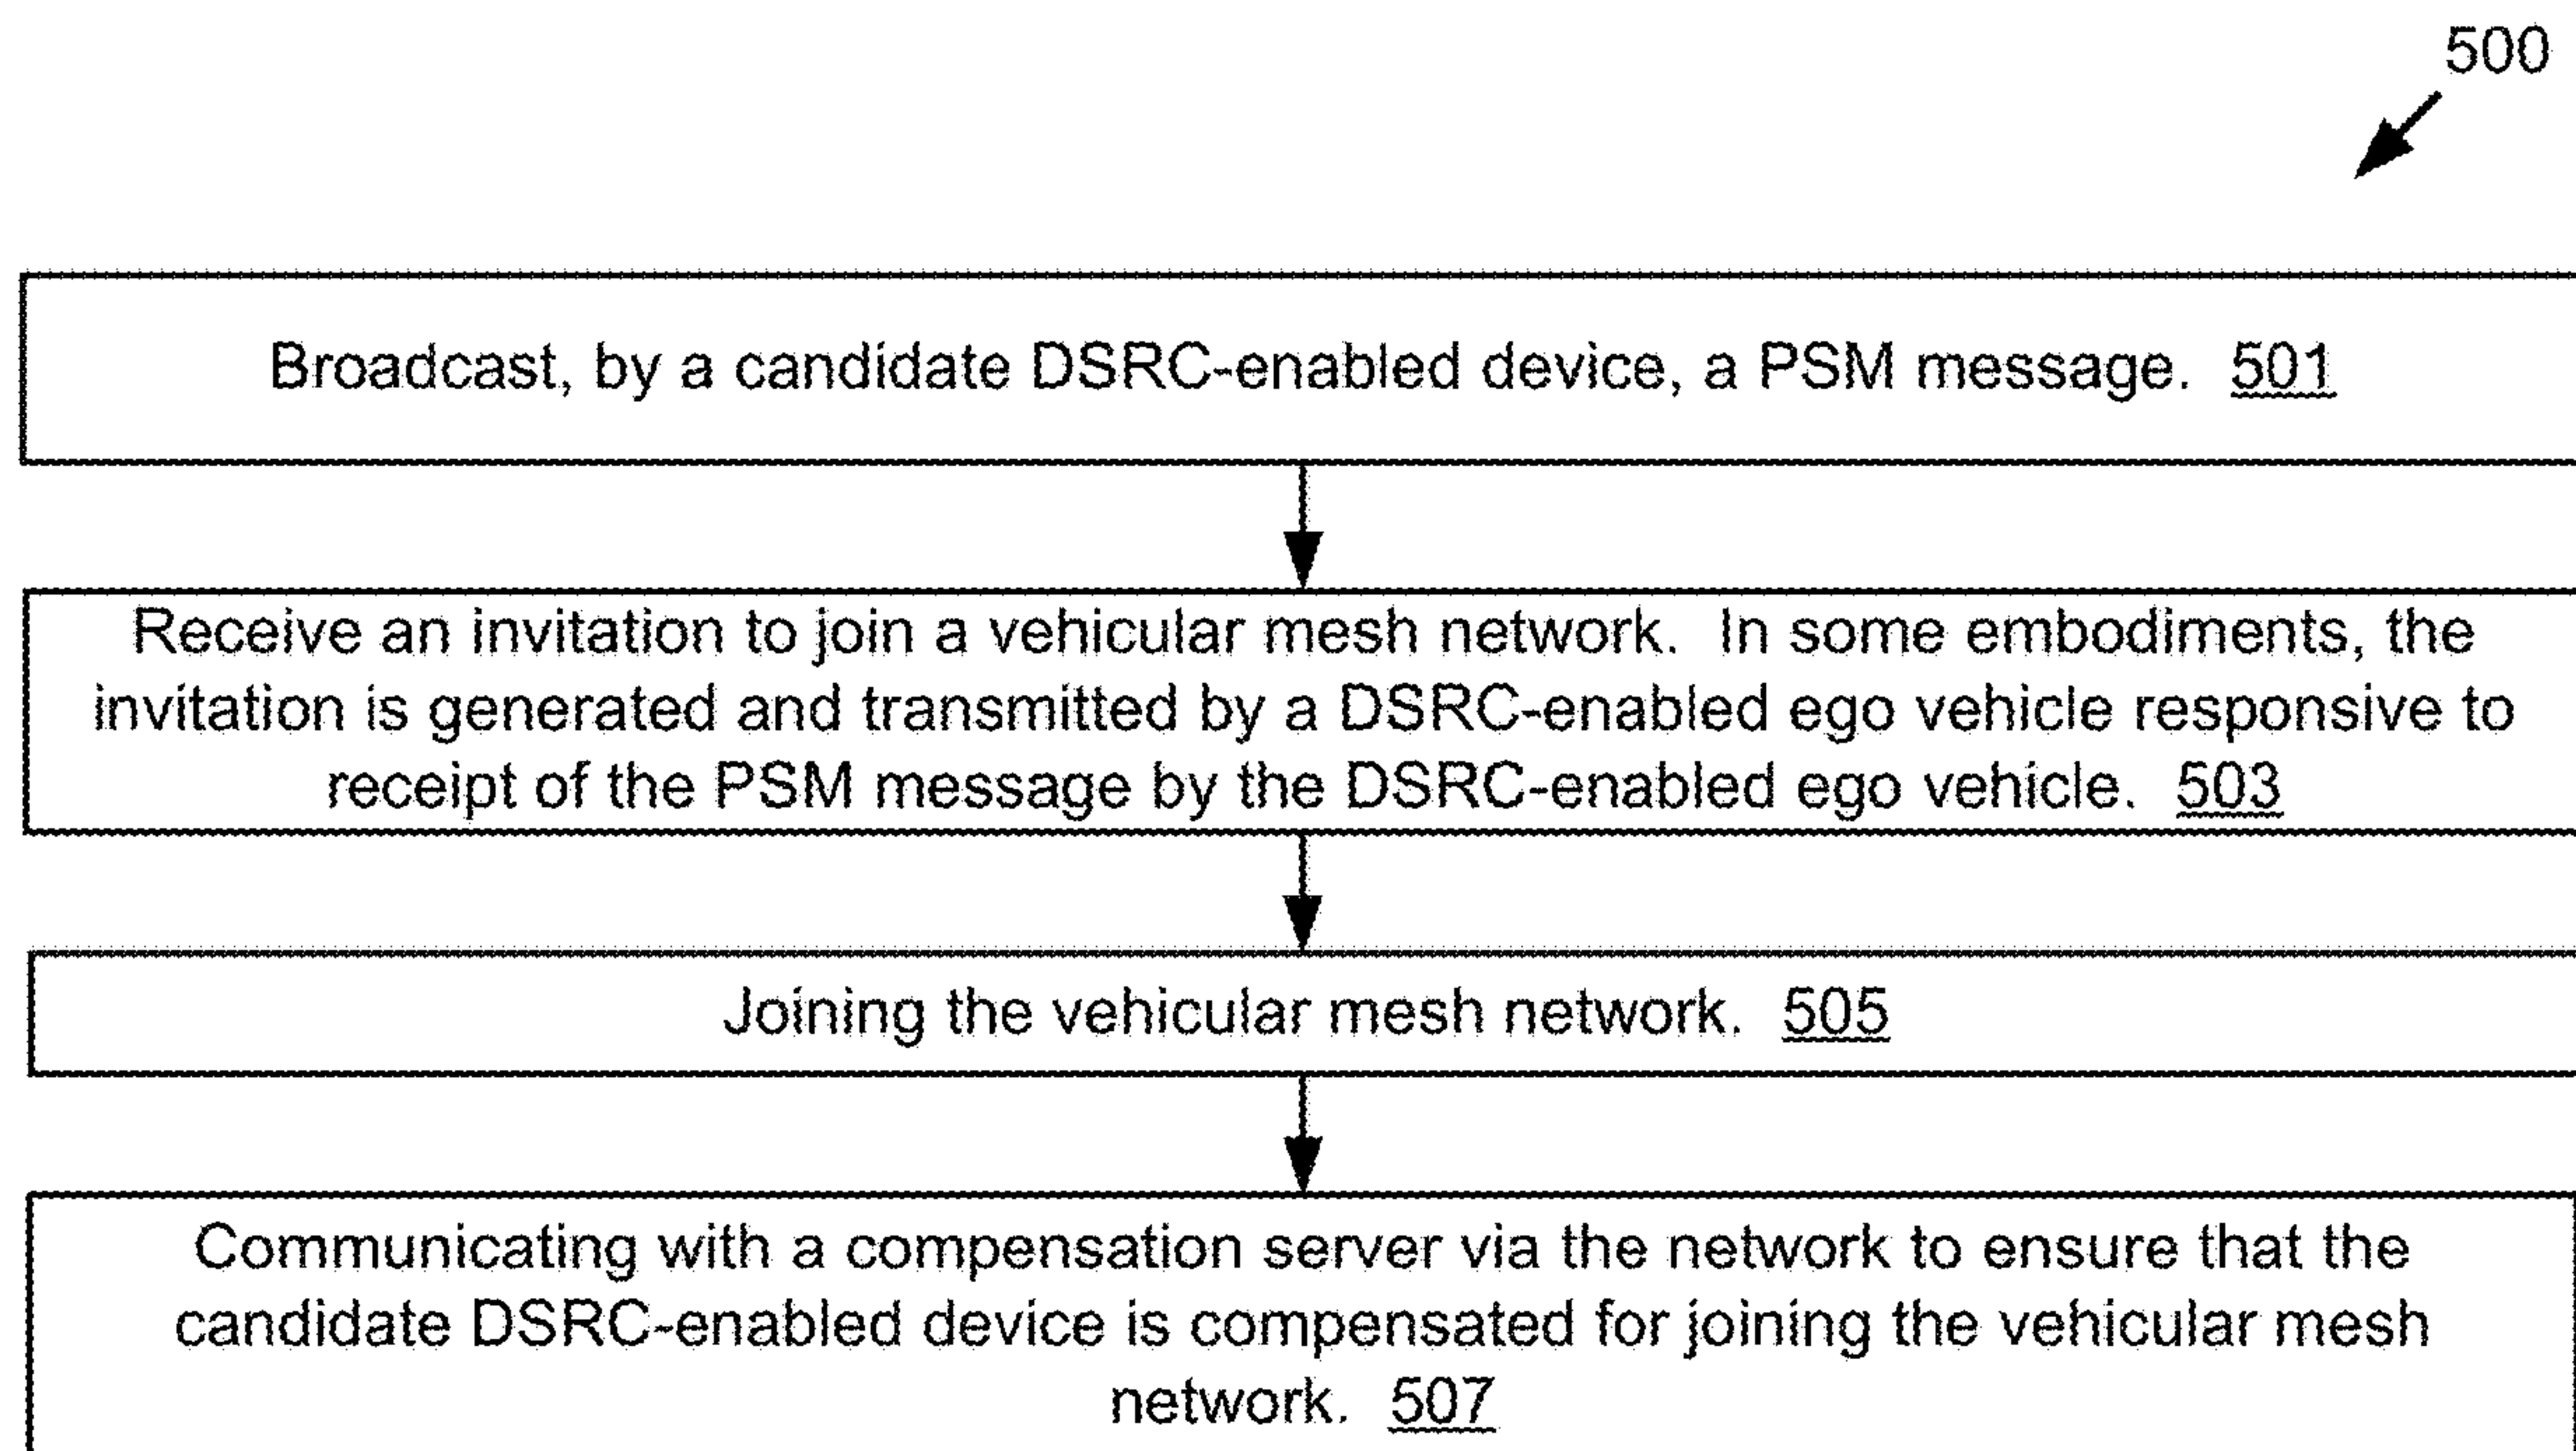 500
Broadcast, by a candidate DSRC-enabled device, a PSM message. 501
Receive an invitation to join a vehicular mesh network. In some embodiments, the
invitation is generated and transmitted by a DSRC-enabled ego vehicle responsive to
receipt of the PSM message by the DSRC-enabled ego vehicle. 503
Joining the vehicular mesh network. 505
Communicating with a compensation server via the network to ensure that the
candidate DSRC-enabled device is compensated for joining the vehicular mesh
network. 507